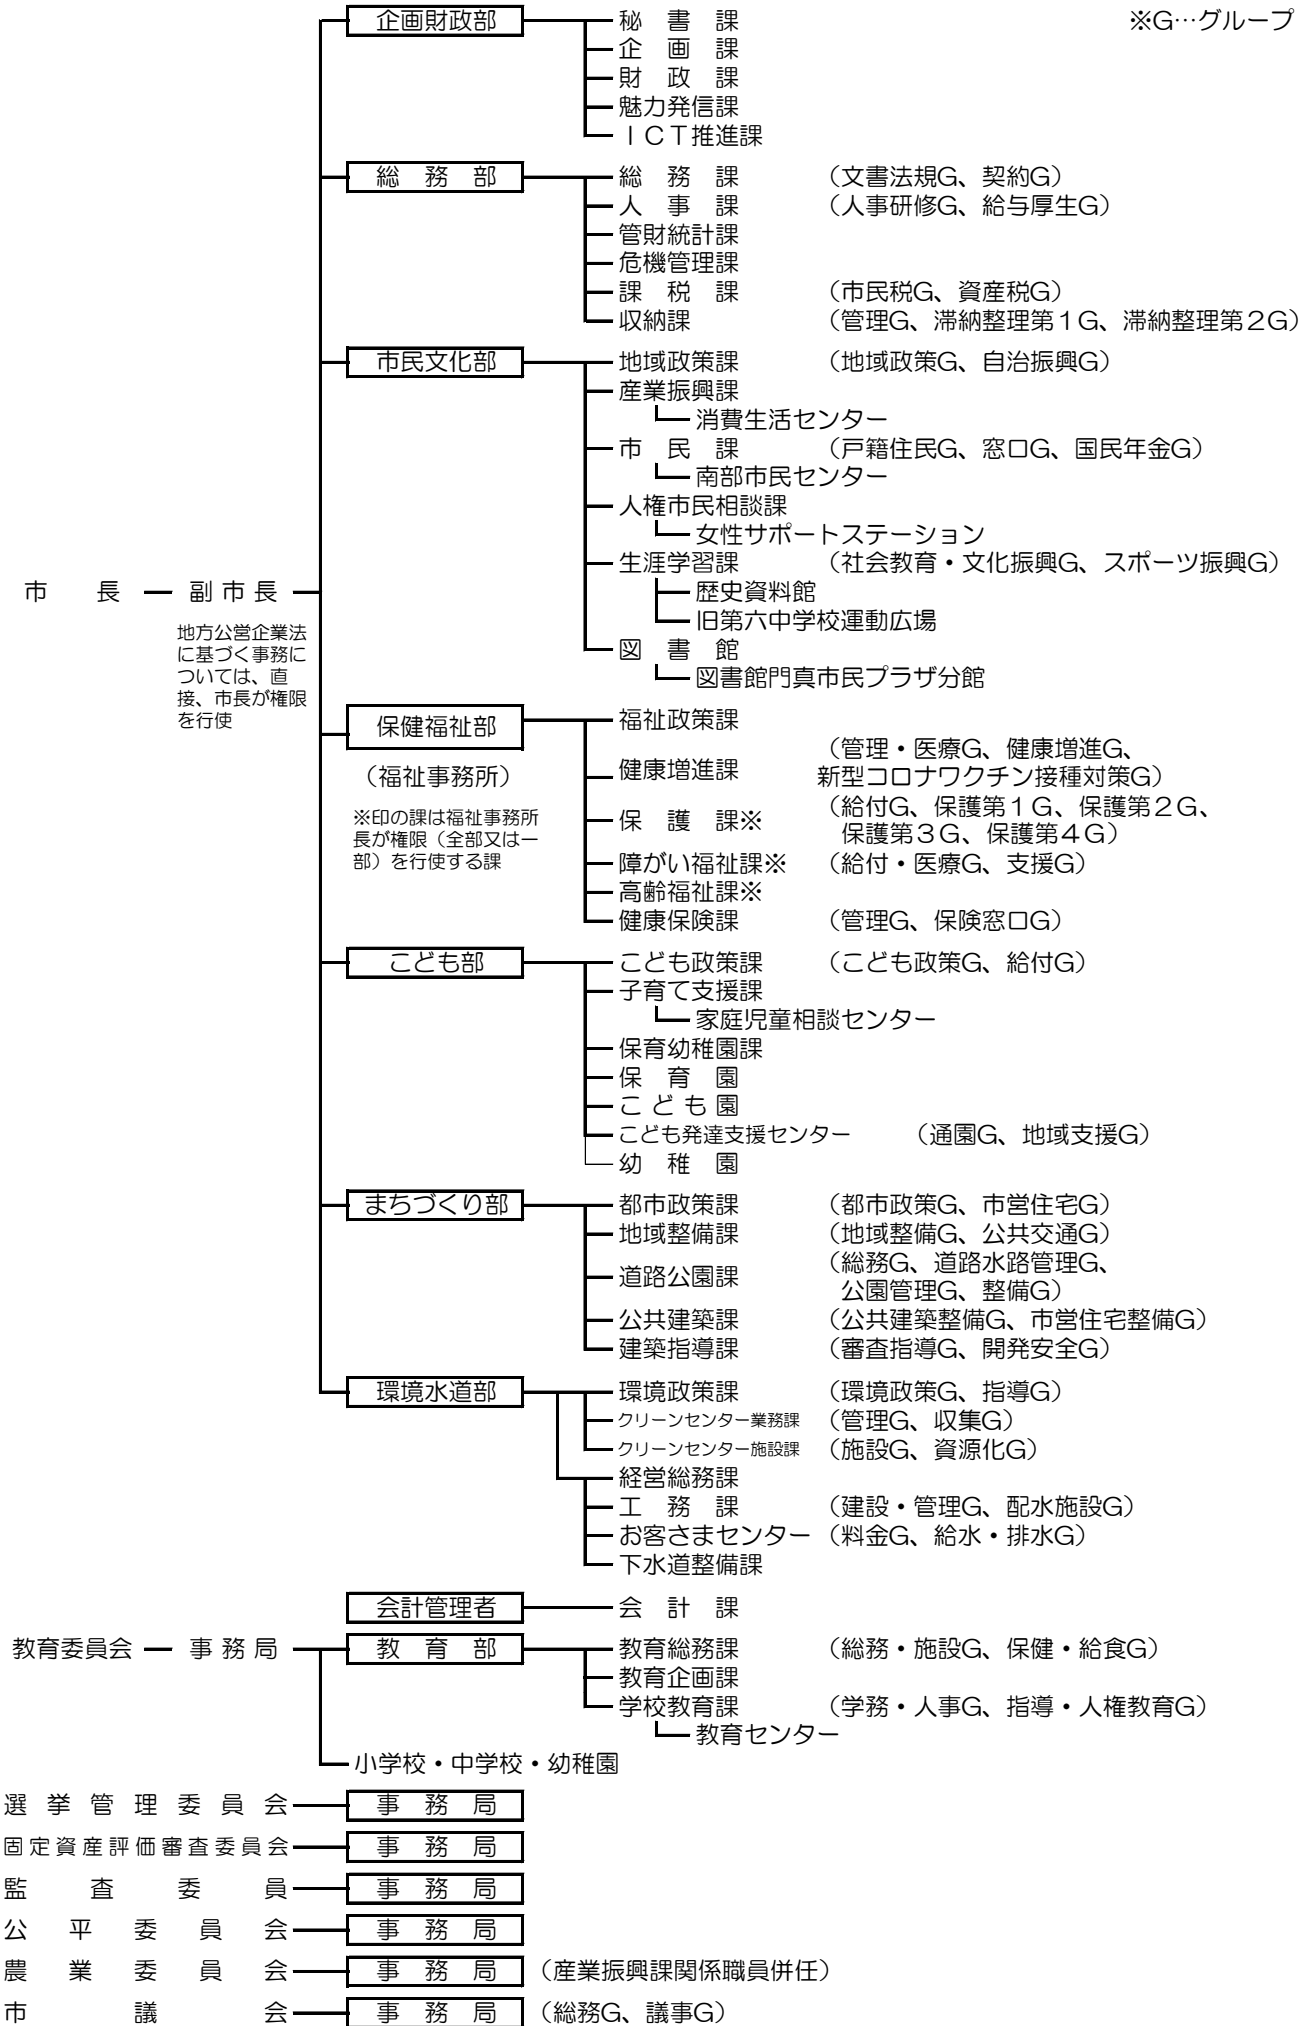 企画財政部 秘書課 ※G…グループ
企画課
財政課
魅力発信課
ＩＣＴ推進課
総務部 総務課 （文書法規G、契約G）
人事課 （人事研修G、給与厚生G）
管財統計課
危機管理課
課税課 （市民税G、資産税G）
収納課 （管理G、滞納整理第１G、滞納整理第２G）
市民文化部 地域政策課 （地域政策G、自治振興G）
産業振興課
消費生活センター
市民課 （戸籍住民G、窓口G、国民年金G）
南部市民センター
人権市民相談課
女性サポートステーション
生涯学習課 （社会教育・文化振興G、スポーツ振興G）
市長 副市長 歴史資料館
旧第六中学校運動広場
地方公営企業法
に基づく事務に
ついては、直
接、市長が権限
を行使
図書館
図書館門真市民プラザ分館
保健福祉部 福祉政策課
（福祉事務所）
※印の課は福祉事務所
長が権限（全部又は一
部）を行使する課
健康増進課 （管理・医療G、健康増進G、
新型コロナワクチン接種対策G）
保護課※ （給付G、保護第１G、保護第２G、
保護第３G、保護第４G）
障がい福祉課※ （給付・医療G、支援G）
高齢福祉課※
健康保険課 （管理G、保険窓口G）
こども部 こども政策課 （こども政策G、給付G）
子育て支援課
家庭児童相談センター
保育幼稚園課
保育園
こども園
こども発達支援センター （通園G、地域支援G）
幼稚園
まちづくり部 都市政策課 （都市政策G、市営住宅G）
地域整備課 （地域整備G、公共交通G）
道路公園課 （総務G、道路水路管理G、
公園管理G、整備G）
公共建築課 （公共建築整備G、市営住宅整備G）
建築指導課 （審査指導G、開発安全G）
環境水道部 環境政策課 （環境政策G、指導G）
クリーンセンター業務課 （管理G、収集G）
クリーンセンター施設課 （施設G、資源化G）
経営総務課
工務課 （建設・管理G、配水施設G）
お客さまセンター （料金G、給水・排水G）
下水道整備課
会計管理者 会計課
教育委員会 事務局 教育部 教育総務課 （総務・施設G、保健・給食G）
教育企画課
学校教育課 （学務・人事G、指導・人権教育G）
教育センター
小学校・中学校・幼稚園
選挙管理委員会 事務局
固定資産評価審査委員会 事務局
監査委員 事務局
公平委員会 事務局
農業委員会 事務局 （産業振興課関係職員併任）
市議会 事務局 （総務G、議事G）